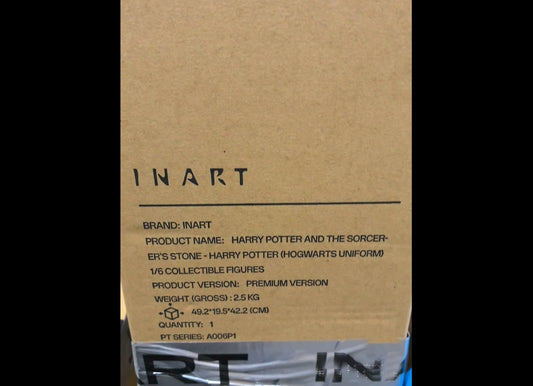 INART
BRAND: INART
PRODUCT NAME: HARRY POTTER AND THE SORCER-
ER'S STONE - HARRY POTTER (HOGWARTS UNIFORM)
1/6 COLLECTIBLE FIGURES
PRODUCT VERSION: PREMIUM VERSION
WEIGHT (GROSS) : 2.5 KG
49.2*19.5*42.2 (CM)
QUANTITY: 1
PT SERIES: A006P1
RT IN